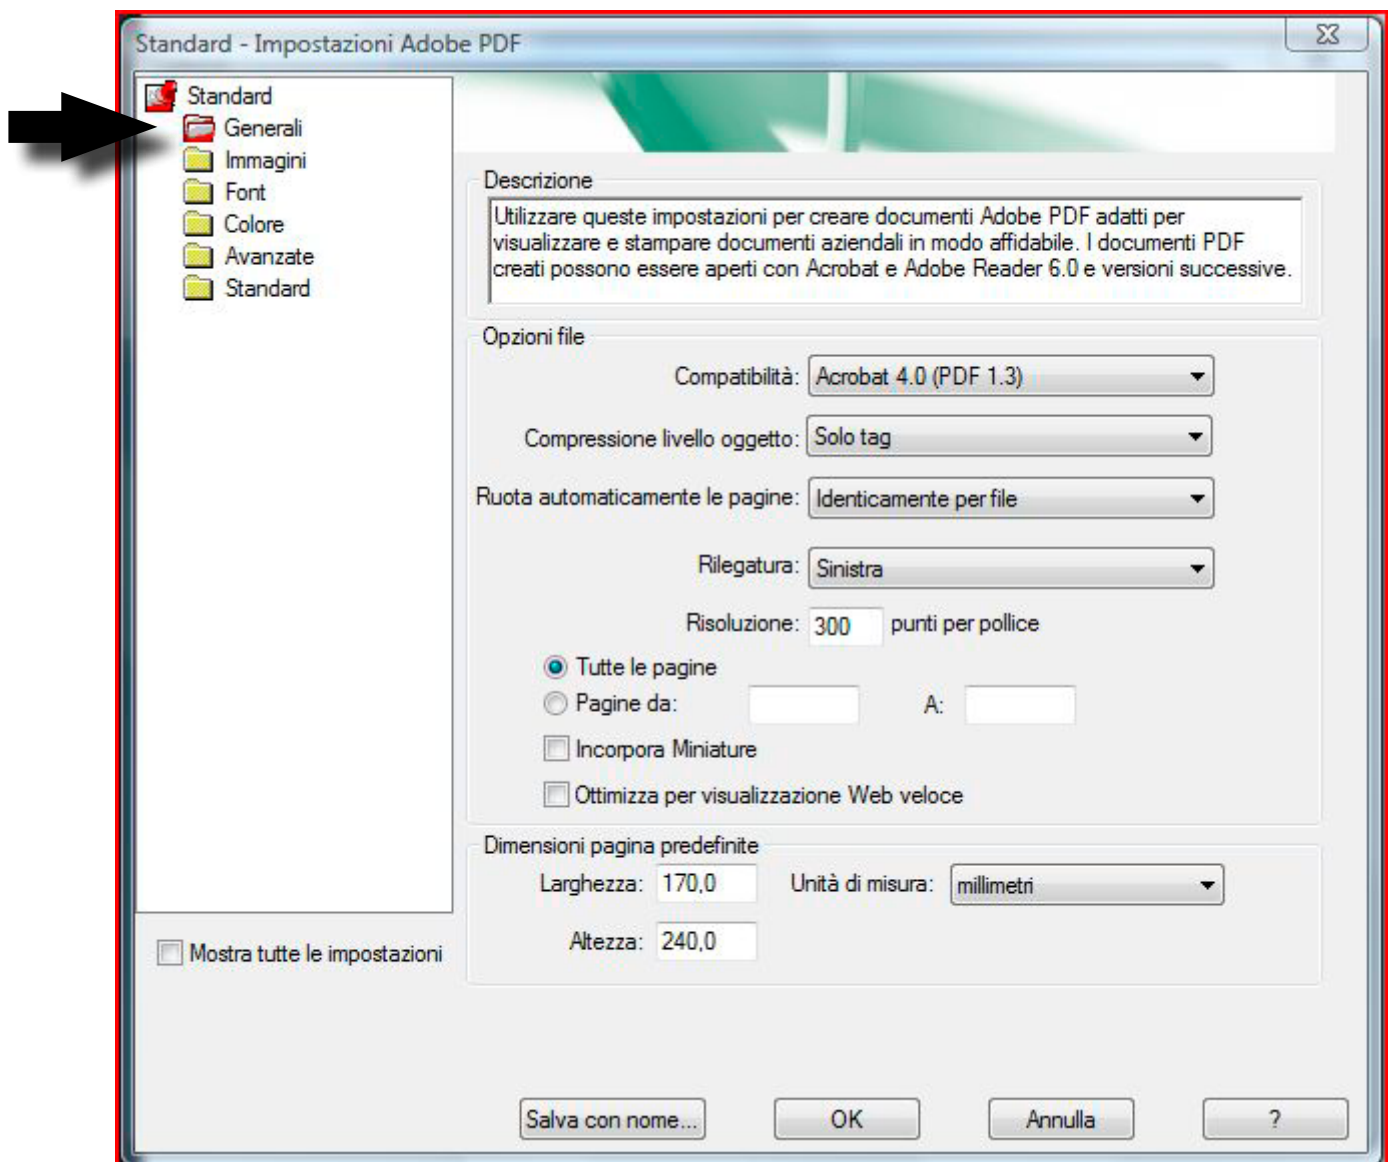 Standard - Impostazioni Adobe PDF
Standard
Generali
Immagini
Font
Colore
Avanzate
Standard
Mostra tutte le impostazioni
Descrizione
Utilizzare queste impostazioni per creare documenti Adobe PDF adatti per
visualizzare e stampare documenti aziendali in modo affidabile. I documenti PDF
creati possono essere aperti con Acrobat e Adobe Reader 6.0 e versioni successive.
Opzioni file
Compatibilità: Acrobat 4.0 (PDF 1.3)
Compressione livello oggetto: Solo tag
Ruota automaticamente le pagine: Identicamente per file
Rilegatura: Sinistra
Risoluzione: 300 punti per pollice
Tutte le pagine
Pagine da: A:
Incorpora Miniature
Ottimizza per visualizzazione Web veloce
Dimensioni pagina predefinite
Larghezza: 170,0 Unità di misura: millimetri
Altezza: 240,0
Salva con nome... OK Annulla ?